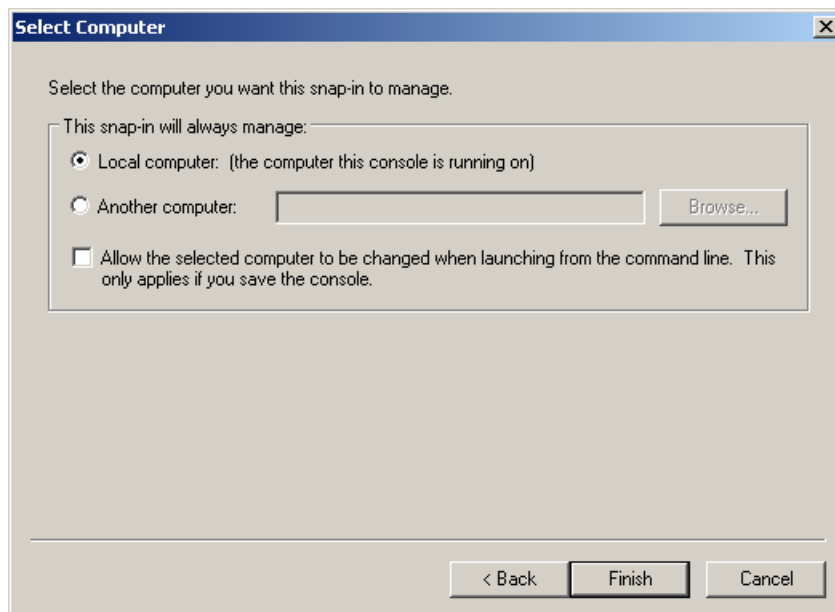 Select Computer
Select the computer you want this snap-in to manage.
This snap-in will always manage:
Local computer:  (the computer this console is running on)
Another computer:
Browse...
Allow the selected computer to be changed when launching from the command line.  This
only applies if you save the console.
< Back
Finish
Cancel